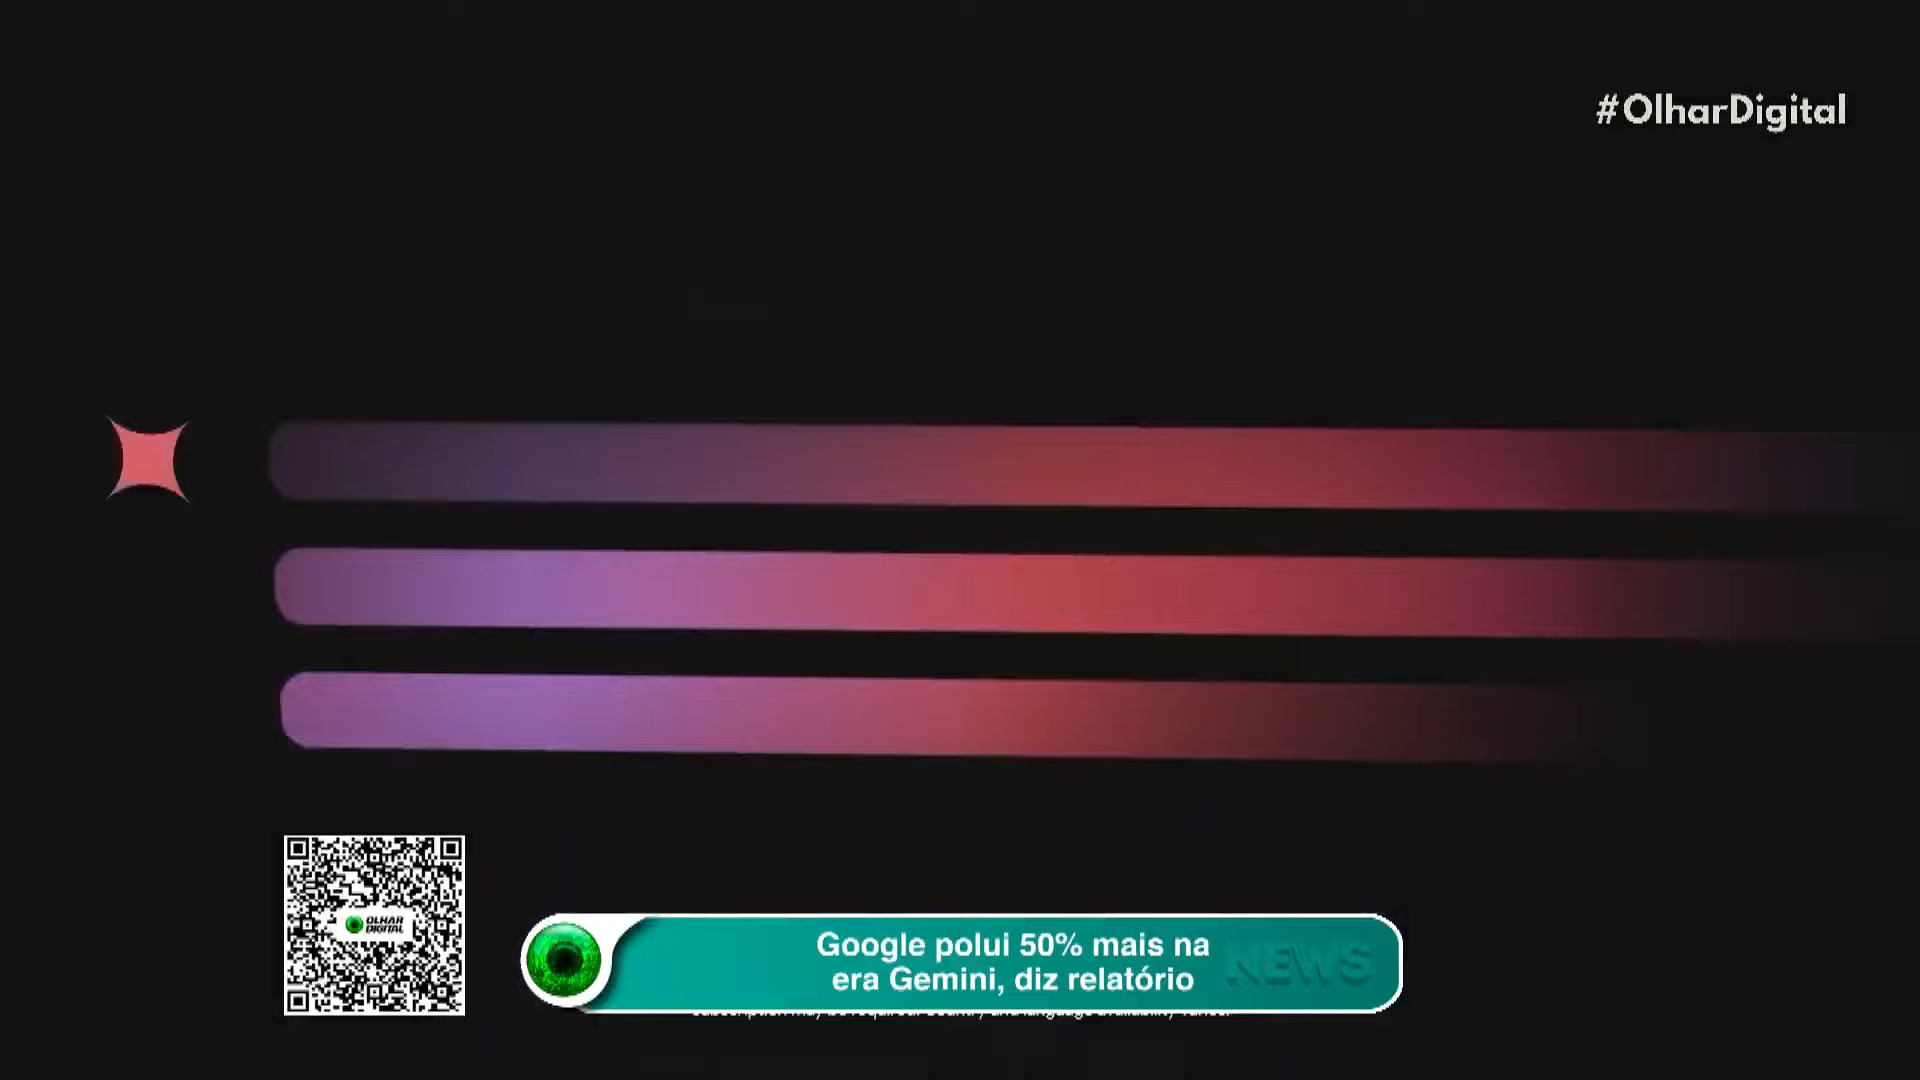 #OlharDigital
OLHAR
DIGITAL
Google polui 50% mais na
era Gemini, diz relatório
NEWS